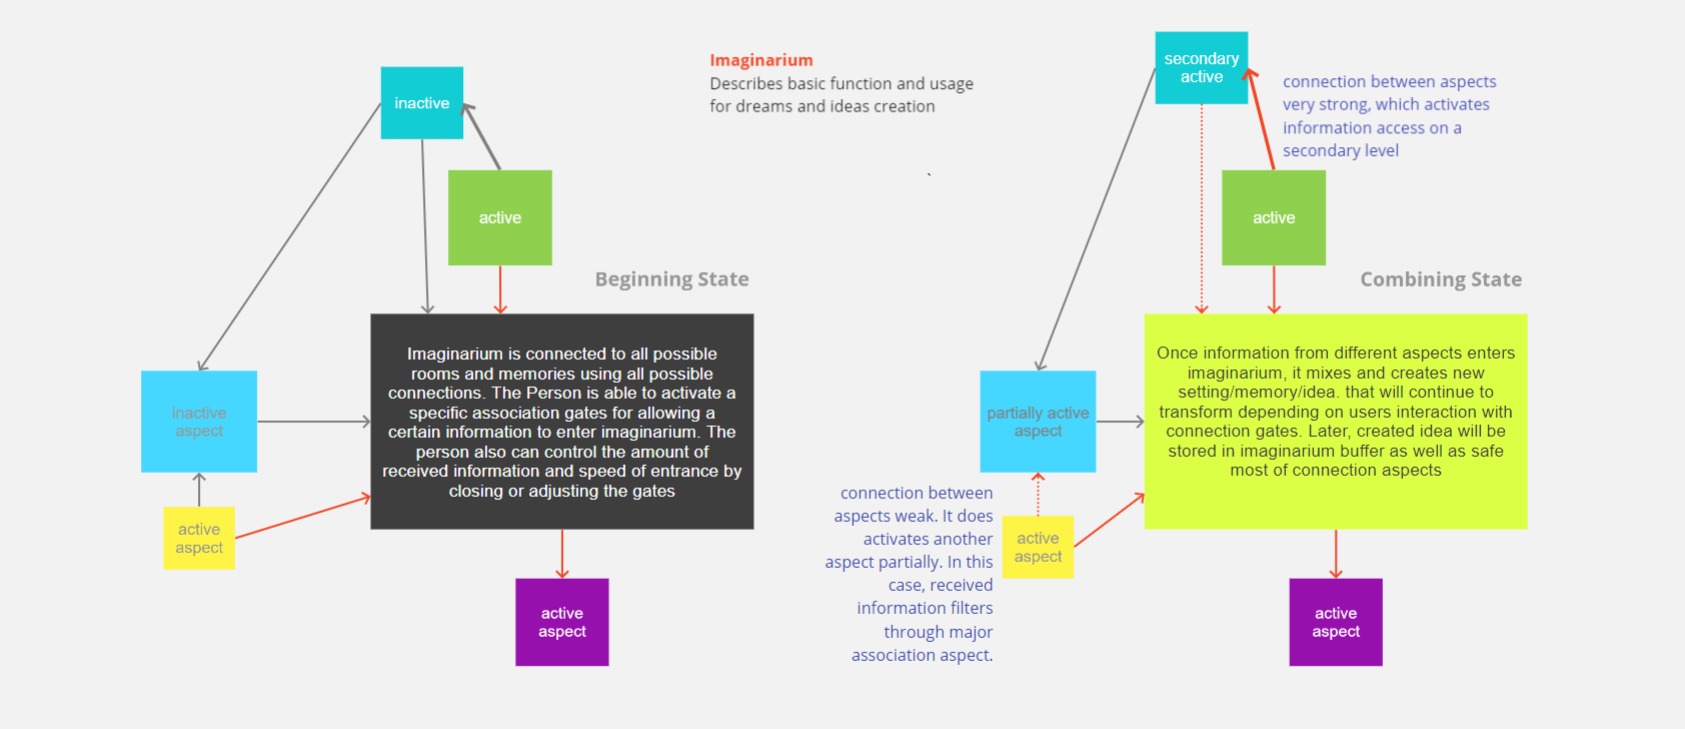 Imaginarium
Describes basic function and usage
for dreams and ideas creation
inactive
active
Beginning State
Imaginarium is connected to all possible
rooms and memories using all possible
connections. The Person is able to activate a
specific association gates for allowing a
certain information to enter imaginarium. The
person also can control the amount of
received information and speed of entrance by
closing or adjusting the gates
inactive
aspect
active
aspect
active
aspect
secondary
active
connection between aspects
very strong, which activates
information access on a
secondary level
active
Combining State
Once information from different aspects enters
imaginarium, it mixes and creates new
setting/memory/idea. that will continue to
transform depending on users interaction with
connection gates. Later, created idea will be
stored in imaginarium buffer as well as safe
most of connection aspects
partially active
aspect
connection between
aspects weak. It does
activates another
aspect partially. In this
case, received
information filters
through major
association aspect.
active
aspect
active
aspect